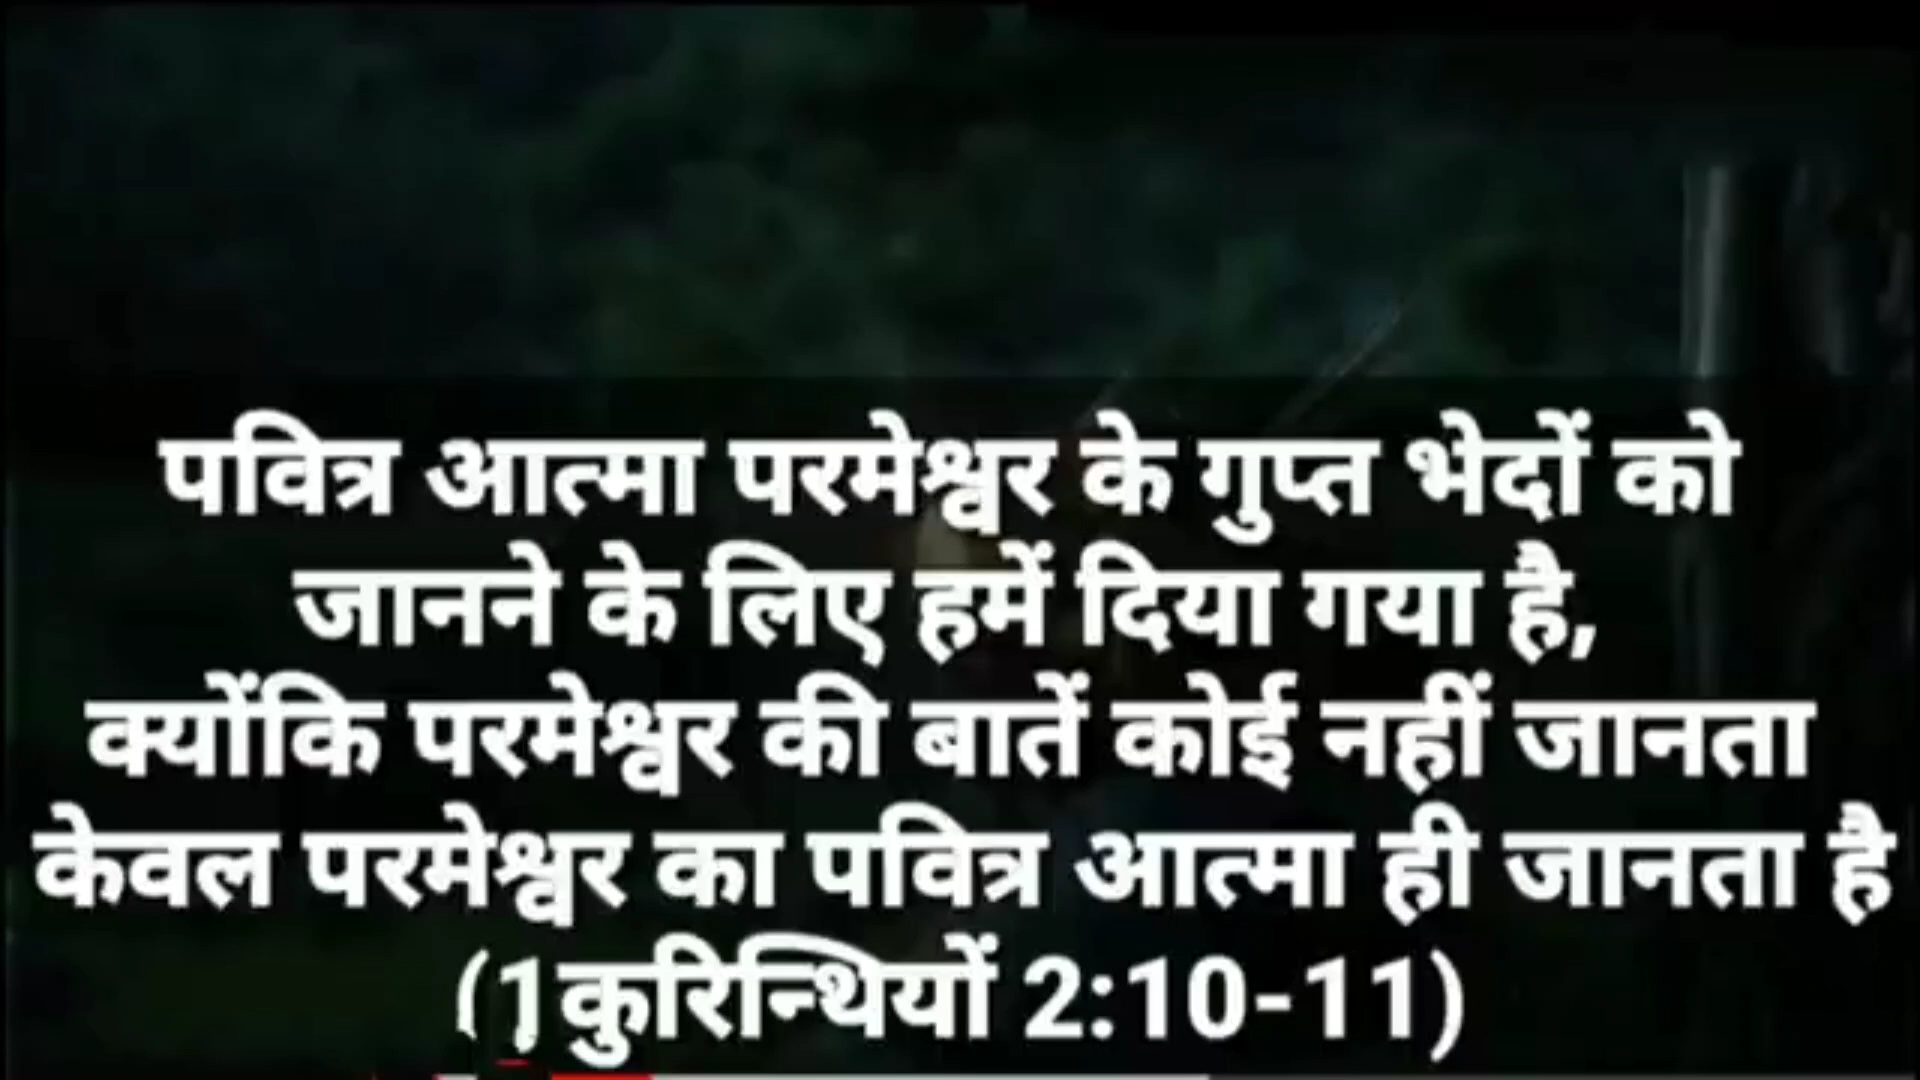 पवित्र आत्मा परमेश्वर के गुप्त भेदों को
जानने के लिए हमें दिया गया है,
क्योंकि परमेश्वर की बातें कोई नहीं जानता
केवल परमेश्वर का पवित्र आत्मा ही जानता है
(1कुरिन्थियों 2:10-11)